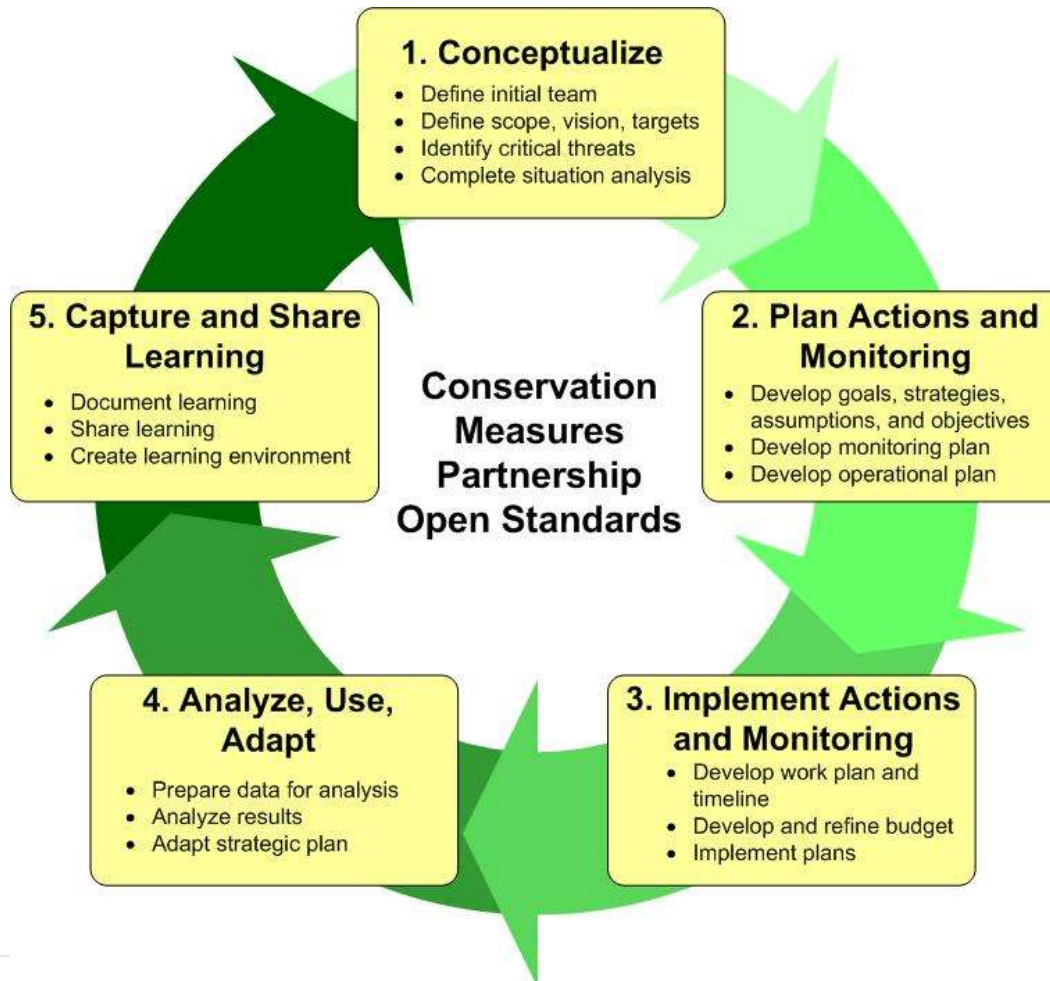 1. Conceptualize
• Define initial team
• Define scope, vision, targets
• Identify critical threats
• Complete situation analysis
2. Plan Actions and
Monitoring
• Develop goals, strategies,
assumptions, and objectives
• Develop monitoring plan
• Develop operational plan
3. Implement Actions
and Monitoring
• Develop work plan and
timeline
• Develop and refine budget
• Implement plans
4. Analyze, Use,
Adapt
• Prepare data for analysis
• Analyze results
• Adapt strategic plan
5. Capture and Share
Learning
• Document learning
• Share learning
• Create learning environment
Conservation
Measures
Partnership
Open Standards